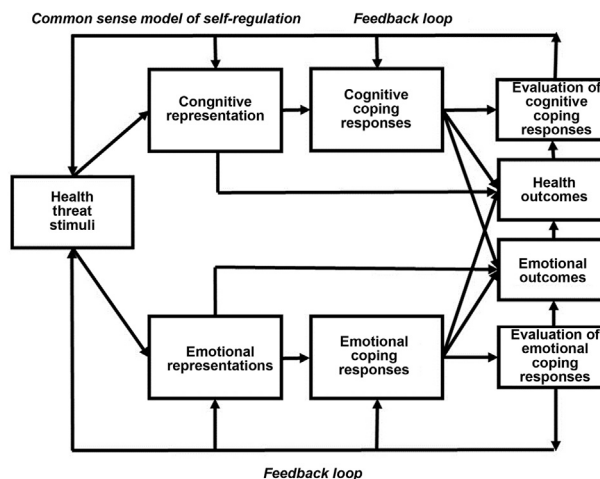 Common sense model of self-regulation
Feedback loop
Congnitive
representation
Cognitive
coping
responses
Evaluation of
cognitive
coping
responses
Health
threat
stimuli
Health
outcomes
Emotional
outcomes
Emotional
representations
Emotional
coping
responses
Evaluation of
emotional
coping
responses
Feedback loop